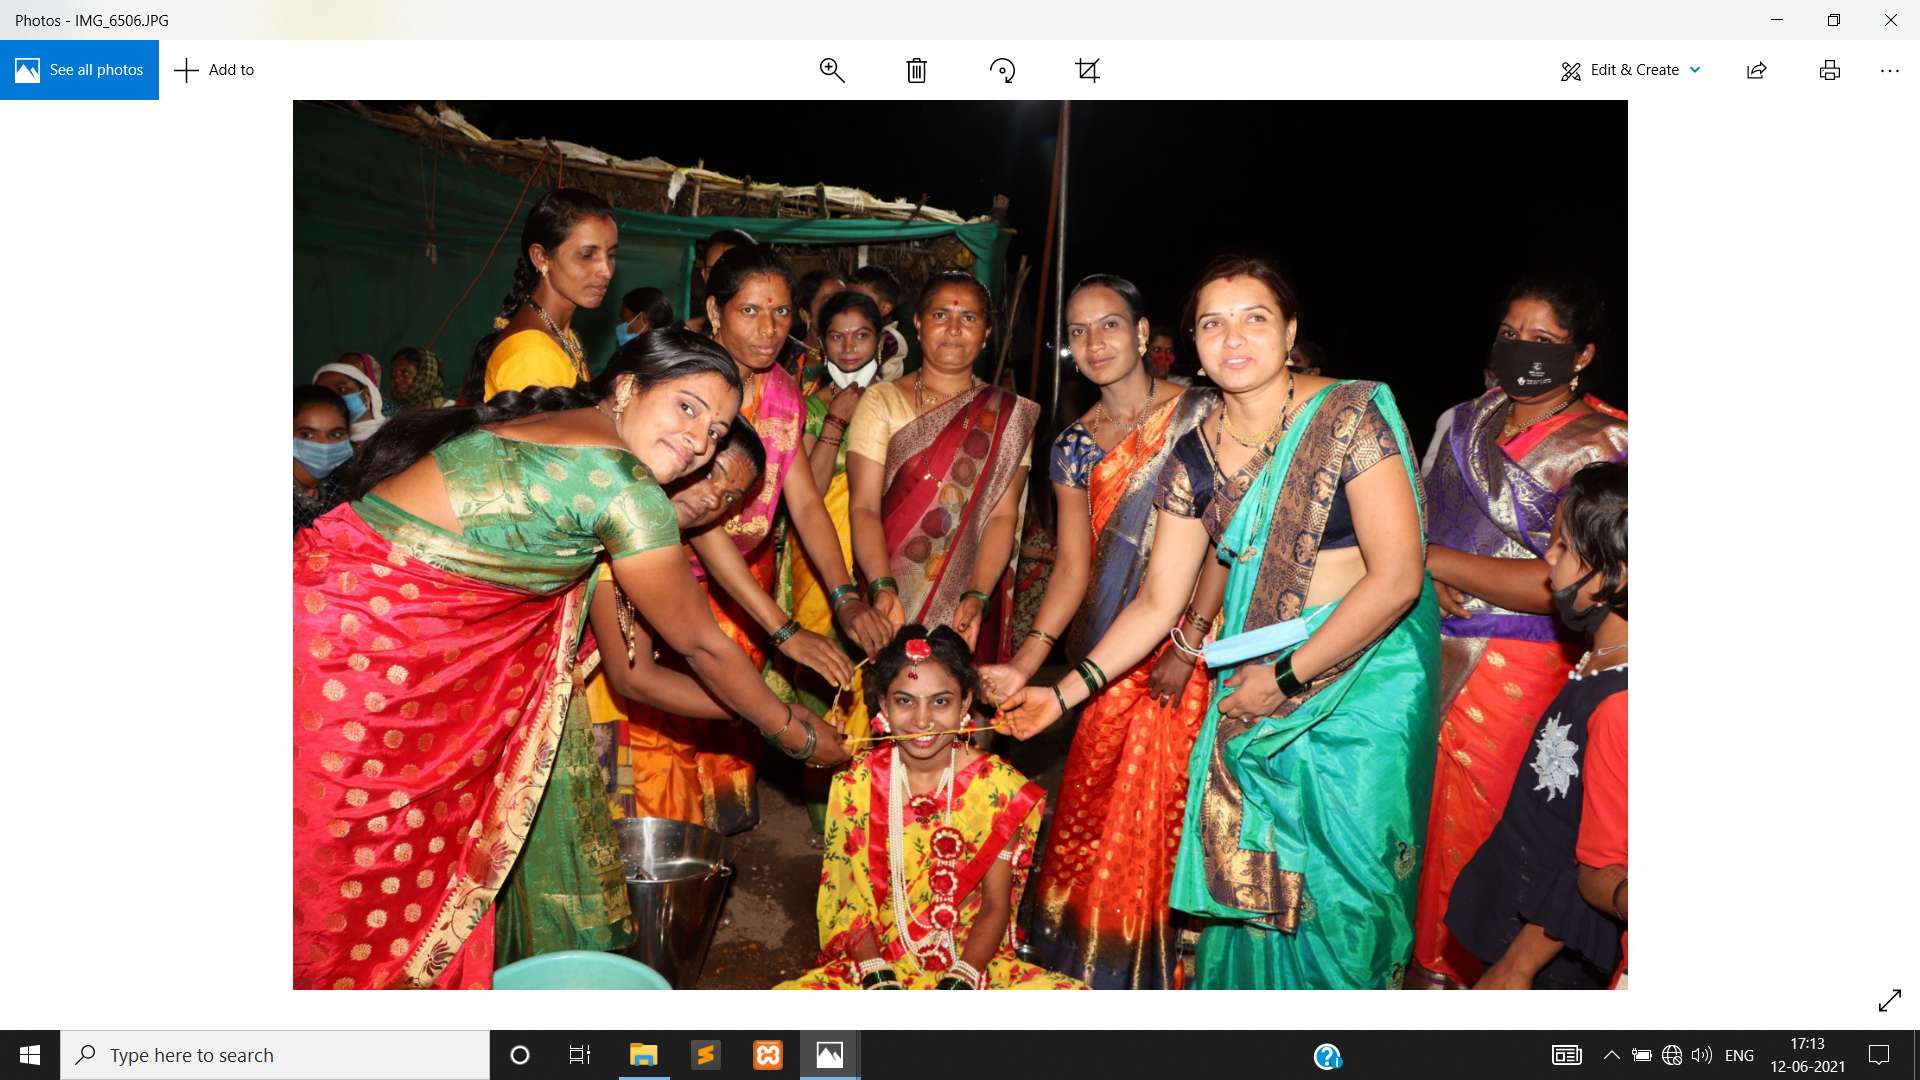 Photos - IMG_6506.JPG
See all photos
Add to
Edit & Create
Type here to search
ENG
17:13
12-06-2021